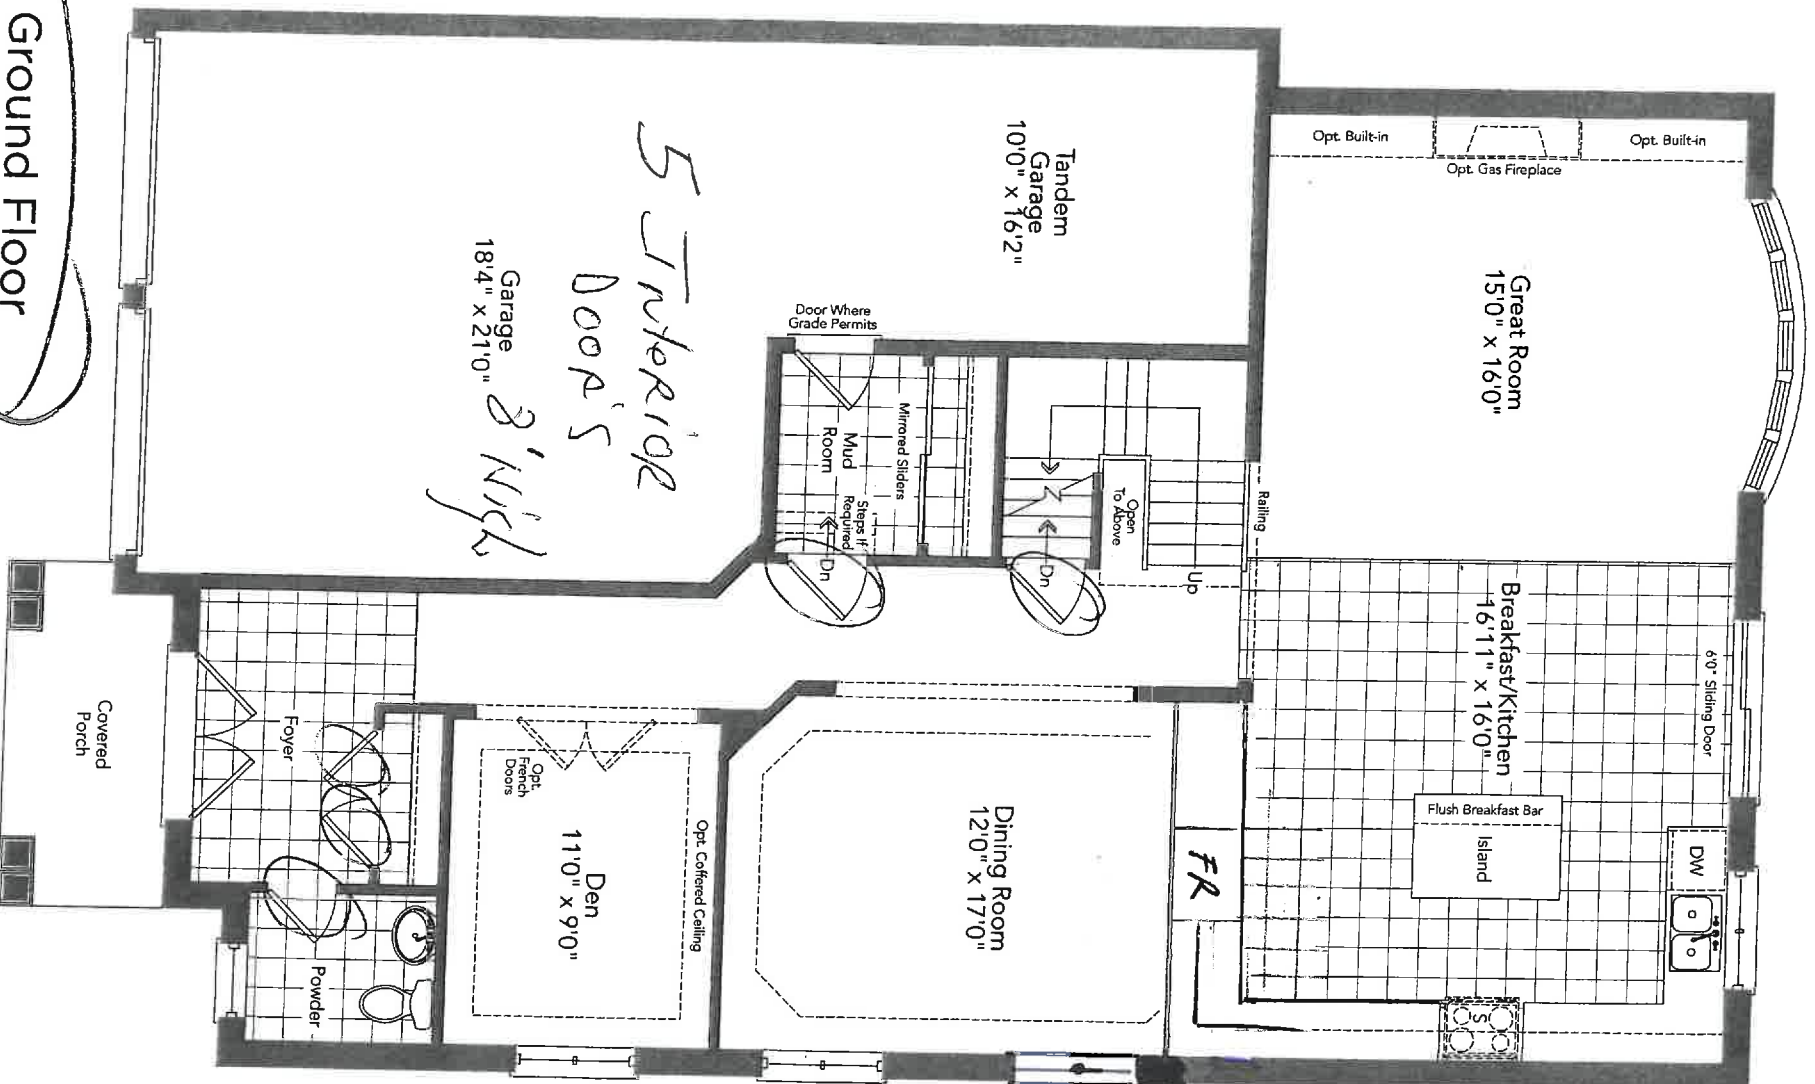 Ground Floor
Tandem
Garage
10'0" x 16'2"
Garage
18'4" x 21'0"
5 INTERIOR
DOOR'S
8' High
Door Where
Grade Permits
Mud
Room
Mirrored Sliders
Steps If
Required
Dn
Dn
Up
Open
To Above
Railing
Opt. Built-in
Opt. Gas Fireplace
Opt. Built-in
Great Room
15'0" x 16'0"
Breakfast/Kitchen
16'11" x 16'0"
6'0" Sliding Door
Flush Breakfast Bar
Island
DW
S
FR
Dining Room
12'0" x 17'0"
Opt. Coffered Ceiling
Den
11'0" x 9'0"
Opt.
French
Doors
Foyer
Powder
Covered
Porch